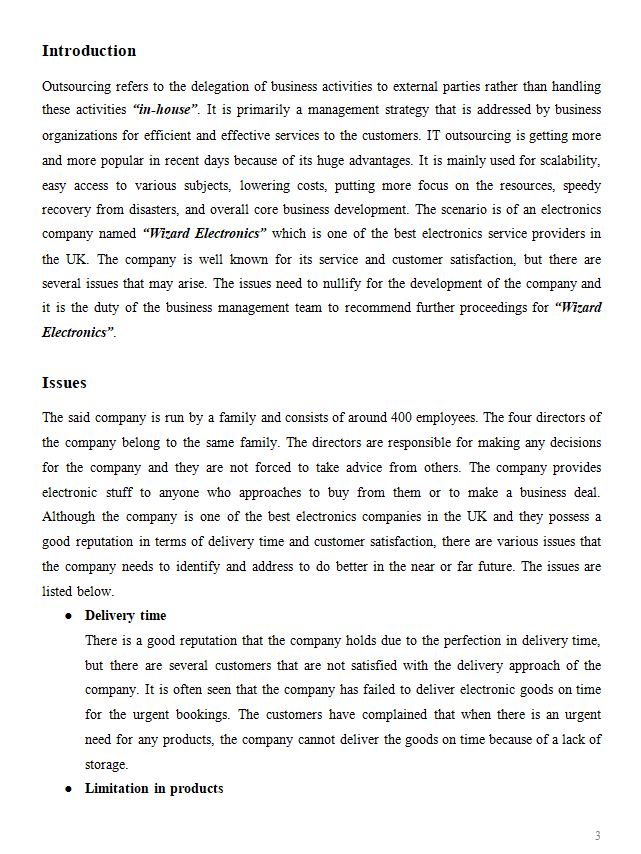 Introduction
Outsourcing refers to the delegation of business activities to external parties rather than handling
these activities “in-house”. It is primarily a management strategy that is addressed by business
organizations for efficient and effective services to the customers. IT outsourcing is getting more
and more popular in recent days because of its huge advantages. It is mainly used for scalability,
easy access to various subjects, lowering costs, putting more focus on the resources, speedy
recovery from disasters, and overall core business development. The scenario is of an electronics
company named “Wizard Electronics” which is one of the best electronics service providers in
the UK. The company is well known for its service and customer satisfaction, but there are
several issues that may arise. The issues need to nullify for the development of the company and
it is the duty of the business management team to recommend further proceedings for “Wizard
Electronics”.
Issues
The said company is run by a family and consists of around 400 employees. The four directors of
the company belong to the same family. The directors are responsible for making any decisions
for the company and they are not forced to take advice from others. The company provides
electronic stuff to anyone who approaches to buy from them or to make a business deal.
Although the company is one of the best electronics companies in the UK and they possess a
good reputation in terms of delivery time and customer satisfaction, there are various issues that
the company needs to identify and address to do better in the near or far future. The issues are
listed below.
● Delivery time
There is a good reputation that the company holds due to the perfection in delivery time,
but there are several customers that are not satisfied with the delivery approach of the
company. It is often seen that the company has failed to deliver electronic goods on time
for the urgent bookings. The customers have complained that when there is an urgent
need for any products, the company cannot deliver the goods on time because of a lack of
storage.
● Limitation in products
3